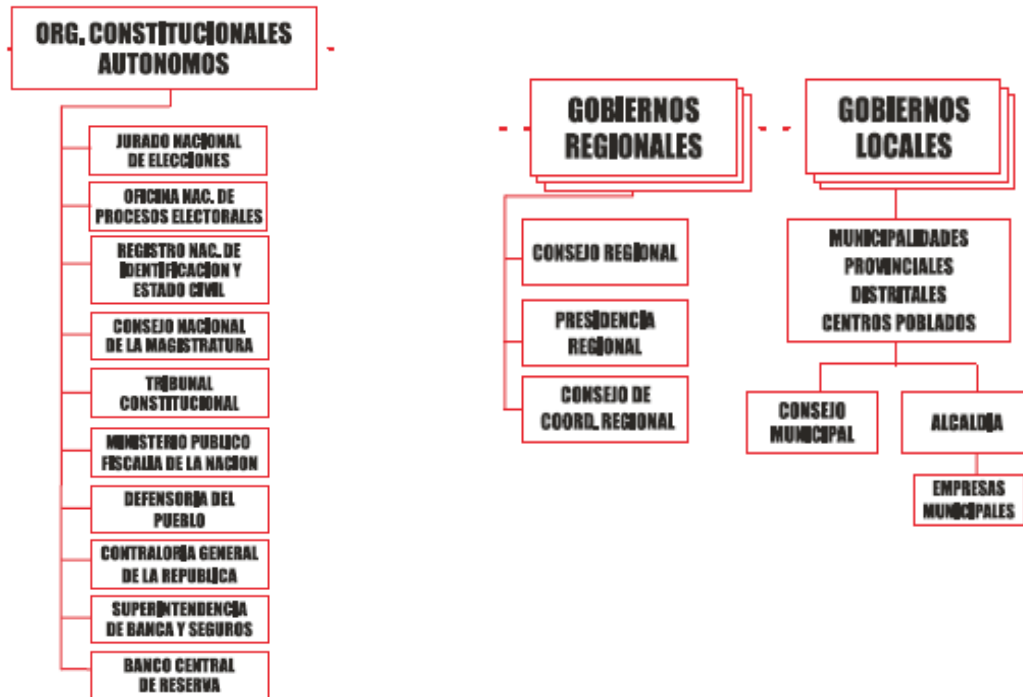 ORG. CONSTITUCIONALES
AUTONOMOS
JURADO NACIONAL
DE ELECCIONES
OFICINA NAC. DE
PROCESOS ELECTORALES
REGISTRO NAC. DE
IDENTIFICACION Y
ESTADO CIVIL
CONSEJO NACIONAL
DE LA MAGISTRATURA
TRIBUNAL
CONSTITUCIONAL
MINISTERIO PUBLICO
FISCALIA DE LA NACION
DEFENSORIA DEL
PUEBLO
CONTRALORIA GENERAL
DE LA REPUBLICA
SUPERINTENDENCIA
DE BANCA Y SEGUROS
BANCO CENTRAL
DE RESERVA
GOBIERNOS
REGIONALES
CONSEJO REGIONAL
PRESIDENCIA
REGIONAL
CONSEJO DE
COORD. REGIONAL
GOBIERNOS
LOCALES
MUNICIPALIDADES
PROVINCIALES
DISTRITALES
CENTROS POBLADOS
CONSEJO
MUNICIPAL
ALCALDIA
EMPRESAS
MUNICIPALES